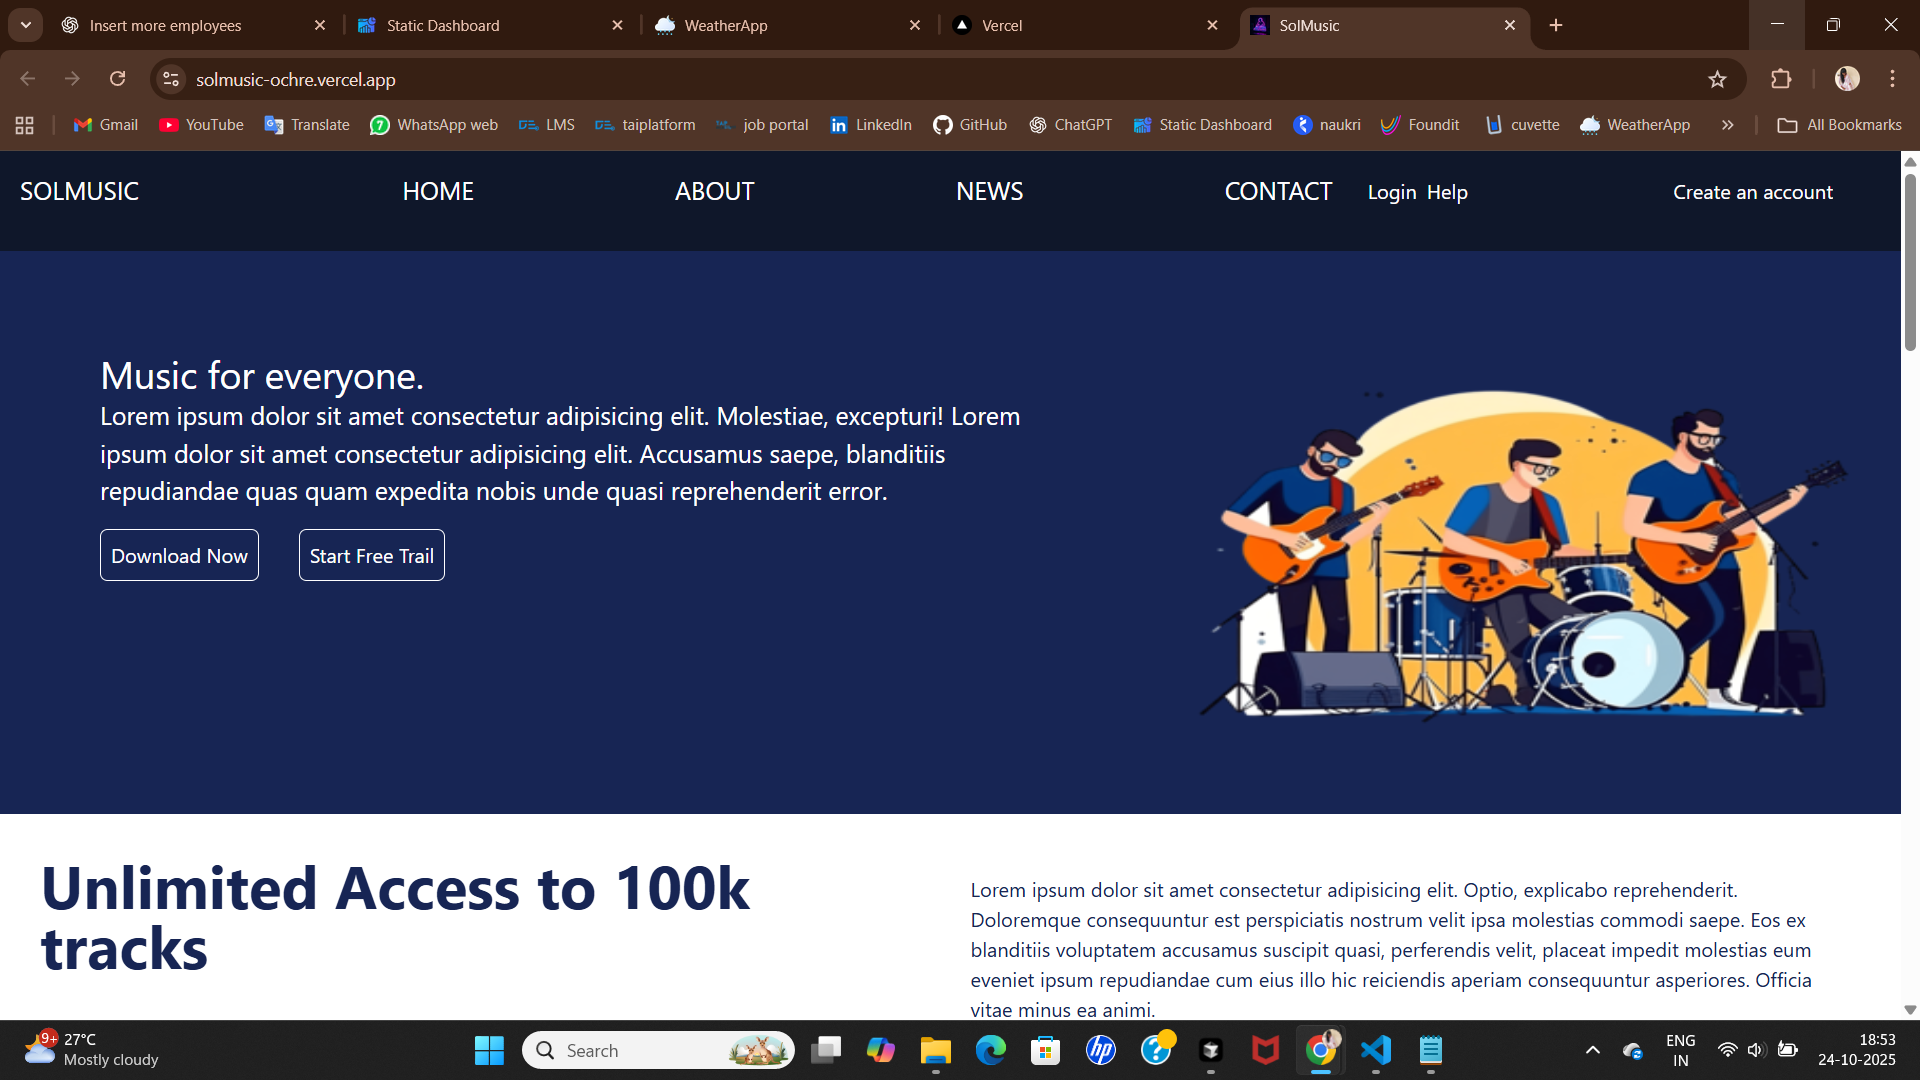 Insert more employees
Static Dashboard
WeatherApp
Vercel
SolMusic
solmusic-ochre.vercel.app
Gmail
YouTube
Translate
7
WhatsApp web
LMS
taiplatform
job portal
in
LinkedIn
GitHub
ChatGPT
Static Dashboard
naukri
Foundit
cuvette
WeatherApp
All Bookmarks
SOLMUSIC
HOME
ABOUT
NEWS
CONTACT
Login Help
Create an account
Music for everyone.
Lorem ipsum dolor sit amet consectetur adipisicing elit. Molestiae, excepturi! Lorem
ipsum dolor sit amet consectetur adipisicing elit. Accusamus saepe, blanditiis
repudiandae quas quam expedita nobis unde quasi reprehenderit error.
Download Now
Start Free Trail
Unlimited Access to 100k
tracks
Lorem ipsum dolor sit amet consectetur adipisicing elit. Optio, explicabo reprehenderit.
Doloremque consequuntur est perspiciatis nostrum velit ipsa molestias commodi saepe. Eos ex
blanditiis voluptatem accusamus suscipit quasi, perferendis velit, placeat impedit molestias eum
eveniet ipsum repudiandae cum eius illo hic reiciendis aperiam consequuntur asperiores. Officia
vitae minus ea animi.
9+
27°C
Mostly cloudy
Search
hp
?
ENG
IN
18:53
24-10-2025